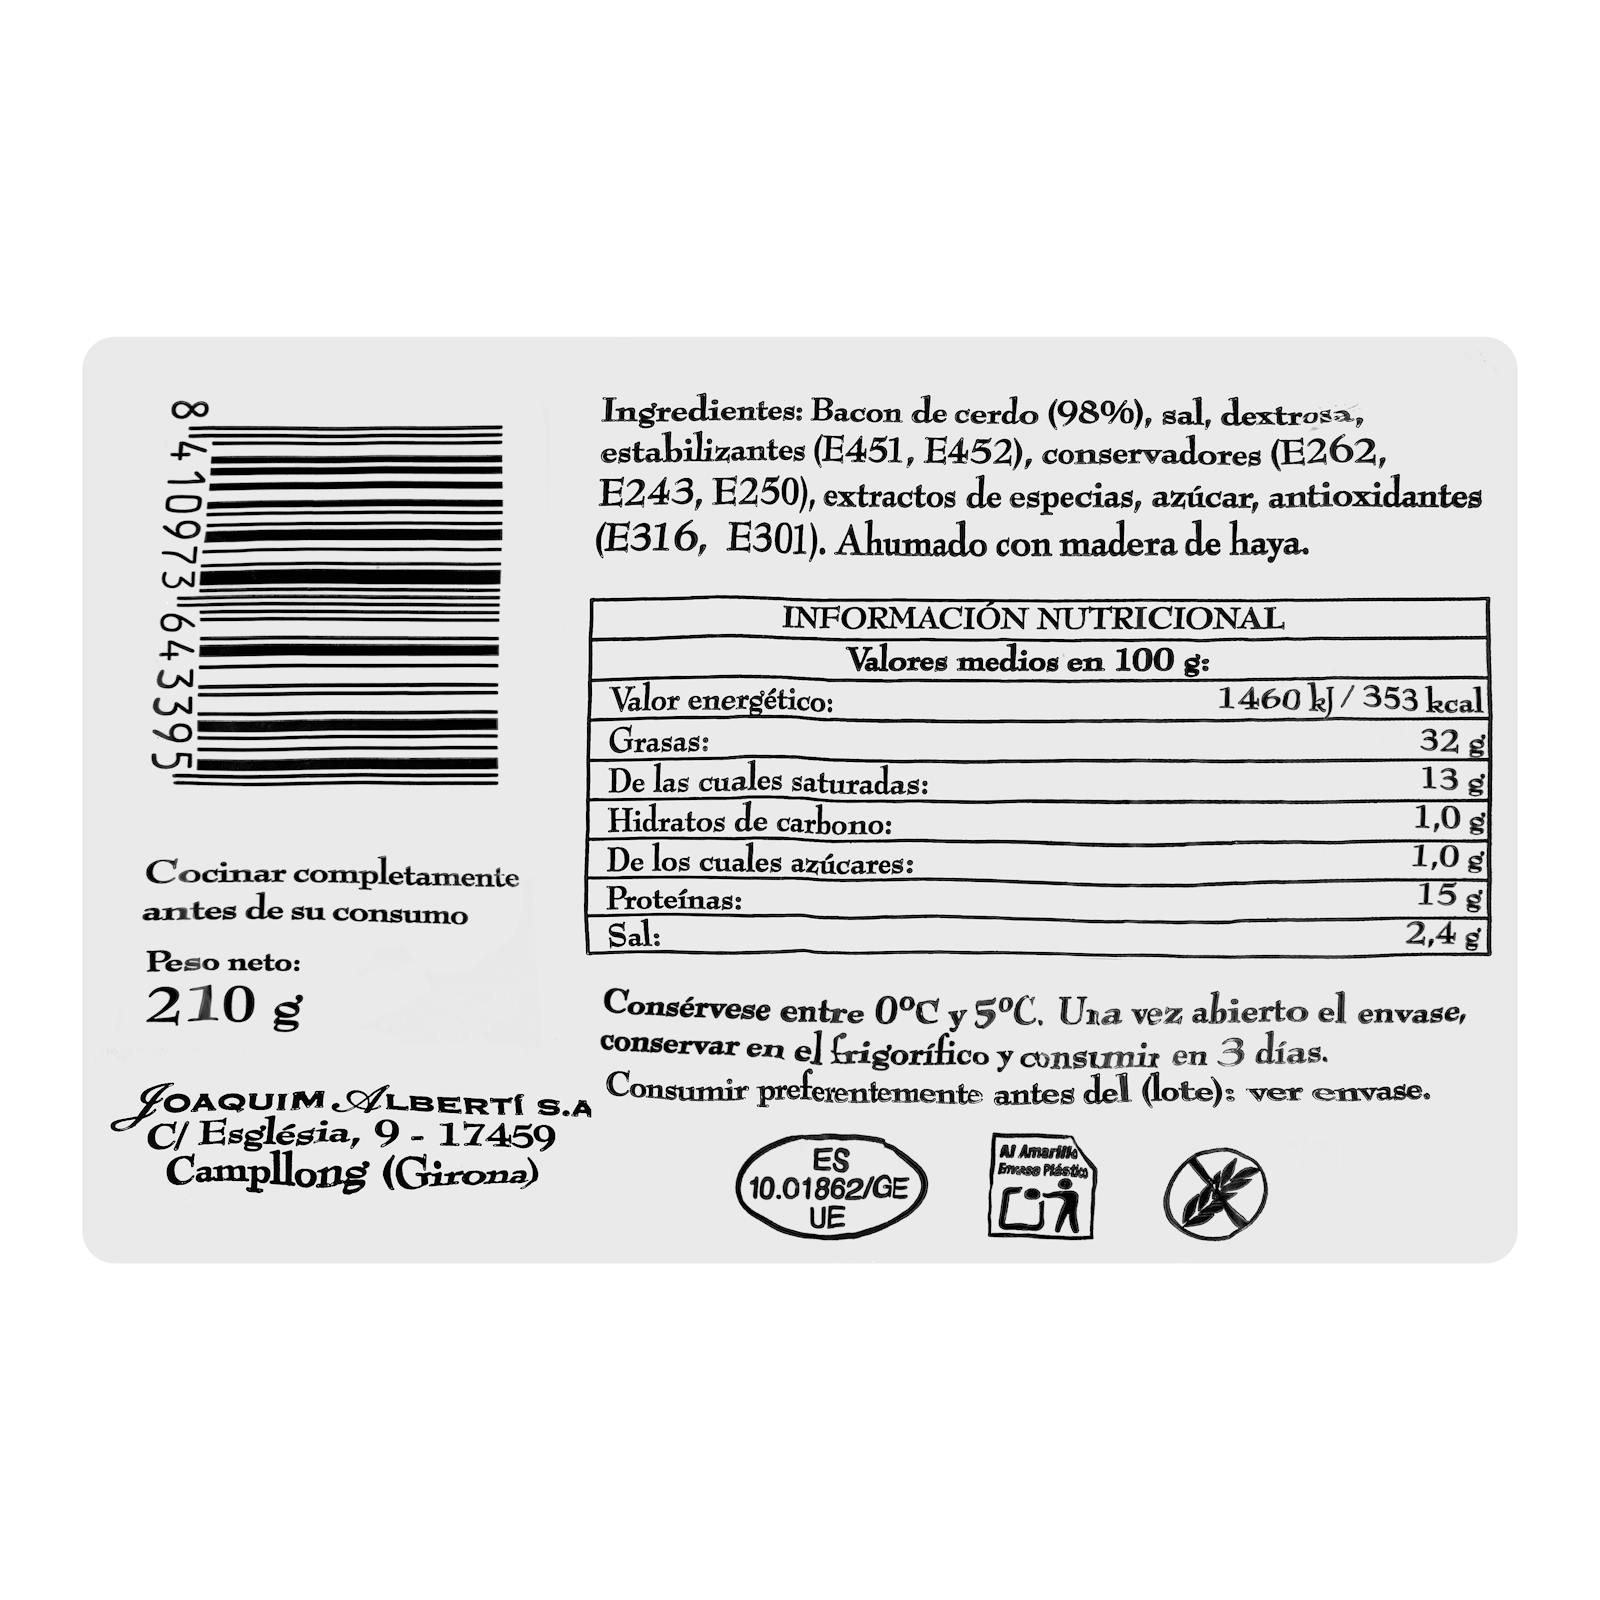 8 410973 643395
Cocinar completamente
antes de su consumo
Peso neto:
210 g
JOAQUIM ALBERTÍ S.A
C/ Església, 9 - 17459
Campllong (Girona)
Ingredientes: Bacon de cerdo (98%), sal, dextrosa,
estabilizantes (E451, E452), conservadores (E262,
E243, E250), extractos de especias, azúcar, antioxidantes
(E316, E301). Ahumado con madera de haya.
INFORMACIÓN NUTRICIONAL
Valores medios en 100 g:
Valor energético: 1460 kJ / 353 kcal
Grasas: 32 g
De las cuales saturadas: 13 g
Hidratos de carbono: 1,0 g
De los cuales azúcares: 1,0 g
Proteínas: 15 g
Sal: 2,4 g
Consérvese entre 0ºC y 5ºC. Una vez abierto el envase,
conservar en el frigorífico y consumir en 3 días.
Consumir preferentemente antes del (lote): ver envase.
ES
10.01862/GE
UE
Al Amarillo
Envase Plástico